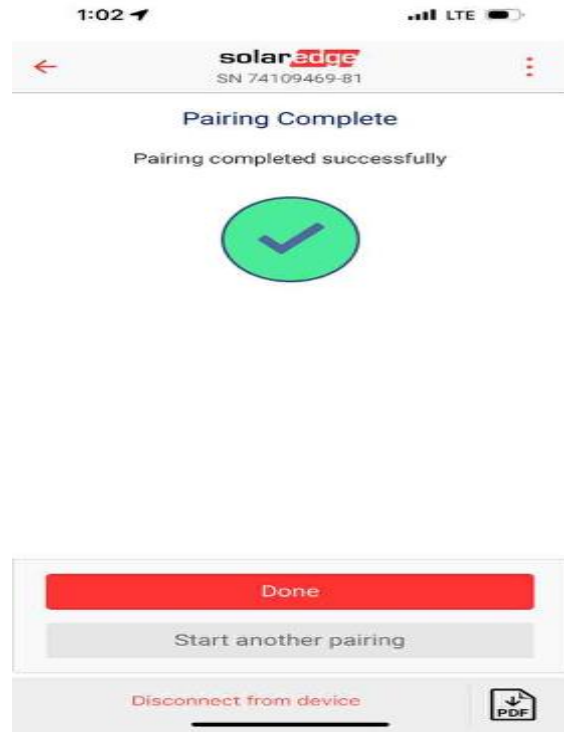 1:02
LTE
solaredge
SN 74109469-81
Pairing Complete
Pairing completed successfully
Done
Start another pairing
Disconnect from device
PDF